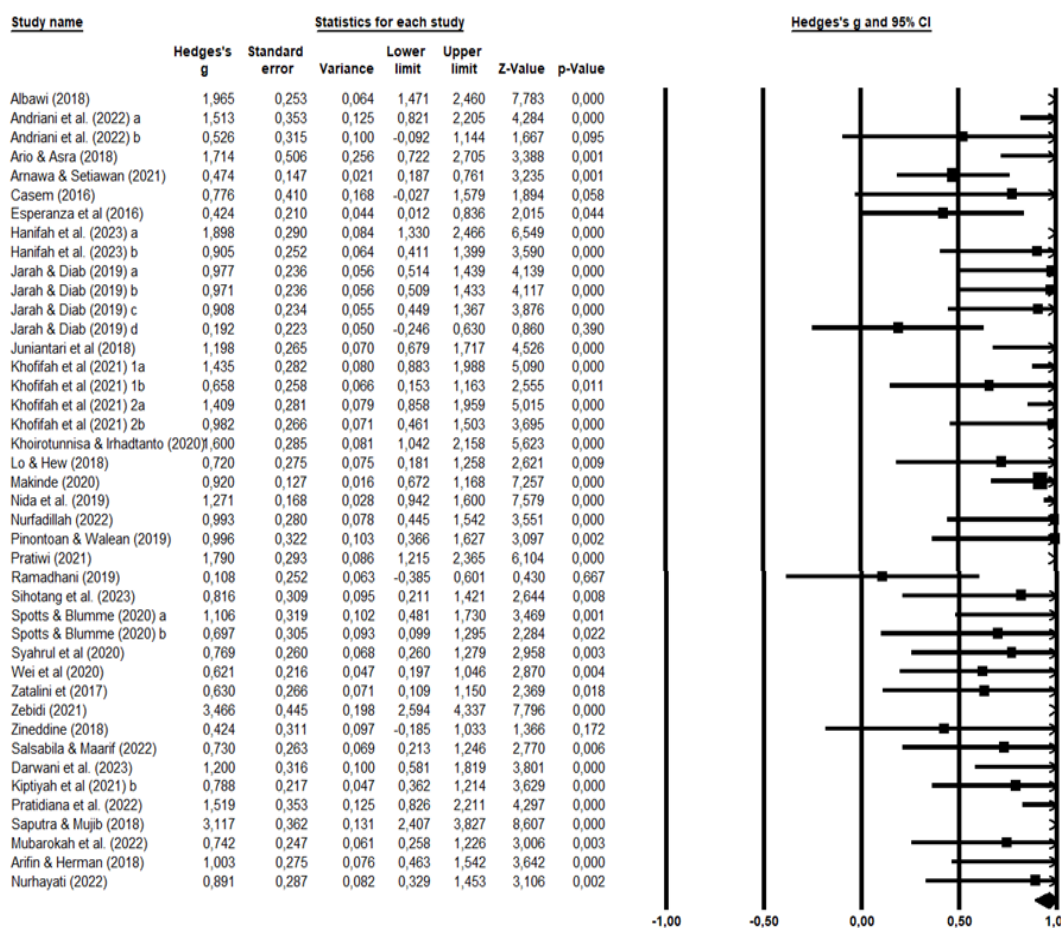 Study name Statistics for each study Hedges's g and 95% CI
Hedges's Standard Lower Upper
g error Variance limit limit Z-Value p-Value
Albawi (2018) 1,965 0,253 0,064 1,471 2,460 7,783 0,000
Andriani et al. (2022) a 1,513 0,353 0,125 0,821 2,205 4,284 0,000
Andriani et al. (2022) b 0,526 0,315 0,100 -0,092 1,144 1,667 0,095
Ario & Asra (2018) 1,714 0,506 0,256 0,722 2,705 3,388 0,001
Arnawa & Setiawan (2021) 0,474 0,147 0,021 0,187 0,761 3,235 0,001
Casem (2016) 0,776 0,410 0,168 -0,027 1,579 1,894 0,058
Esperanza et al (2016) 0,424 0,210 0,044 0,012 0,836 2,015 0,044
Hanifah et al. (2023) a 1,898 0,290 0,084 1,330 2,466 6,549 0,000
Hanifah et al. (2023) b 0,905 0,252 0,064 0,411 1,399 3,590 0,000
Jarah & Diab (2019) a 0,977 0,236 0,056 0,514 1,439 4,139 0,000
Jarah & Diab (2019) b 0,971 0,236 0,056 0,509 1,433 4,117 0,000
Jarah & Diab (2019) c 0,908 0,234 0,055 0,449 1,367 3,876 0,000
Jarah & Diab (2019) d 0,192 0,223 0,050 -0,246 0,630 0,860 0,390
Juniantari et al (2018) 1,198 0,265 0,070 0,679 1,717 4,526 0,000
Khofifah et al (2021) 1a 1,435 0,282 0,080 0,883 1,988 5,090 0,000
Khofifah et al (2021) 1b 0,658 0,258 0,066 0,153 1,163 2,555 0,011
Khofifah et al (2021) 2a 1,409 0,281 0,079 0,858 1,959 5,015 0,000
Khofifah et al (2021) 2b 0,982 0,266 0,071 0,461 1,503 3,695 0,000
Khoirotunnisa & Irhadtanto (2020) 1,600 0,285 0,081 1,042 2,158 5,623 0,000
Lo & Hew (2018) 0,720 0,275 0,075 0,181 1,258 2,621 0,009
Makinde (2020) 0,920 0,127 0,016 0,672 1,168 7,257 0,000
Nida et al. (2019) 1,271 0,168 0,028 0,942 1,600 7,579 0,000
Nurfadillah (2022) 0,993 0,280 0,078 0,445 1,542 3,551 0,000
Pinontoan & Walean (2019) 0,996 0,322 0,103 0,366 1,627 3,097 0,002
Pratiwi (2021) 1,790 0,293 0,086 1,215 2,365 6,104 0,000
Ramadhani (2019) 0,108 0,252 0,063 -0,385 0,601 0,430 0,667
Sihotang et al. (2023) 0,816 0,309 0,095 0,211 1,421 2,644 0,008
Spotts & Blumme (2020) a 1,106 0,319 0,102 0,481 1,730 3,469 0,001
Spotts & Blumme (2020) b 0,697 0,305 0,093 0,099 1,295 2,284 0,022
Syahrul et al (2020) 0,769 0,260 0,068 0,260 1,279 2,958 0,003
Wei et al (2020) 0,621 0,216 0,047 0,197 1,046 2,870 0,004
Zatalini et (2017) 0,630 0,266 0,071 0,109 1,150 2,369 0,018
Zebidi (2021) 3,466 0,445 0,198 2,594 4,337 7,796 0,000
Zineddine (2018) 0,424 0,311 0,097 -0,185 1,033 1,366 0,172
Salsabila & Maarif (2022) 0,730 0,263 0,069 0,213 1,246 2,770 0,006
Darwani et al. (2023) 1,200 0,316 0,100 0,581 1,819 3,801 0,000
Kiptiyah et al (2021) b 0,788 0,217 0,047 0,362 1,214 3,629 0,000
Pratidiana et al. (2022) 1,519 0,353 0,125 0,826 2,211 4,297 0,000
Saputra & Mujib (2018) 3,117 0,362 0,131 2,407 3,827 8,607 0,000
Mubarokah et al. (2022) 0,742 0,247 0,061 0,258 1,226 3,006 0,003
Arifin & Herman (2018) 1,003 0,275 0,076 0,463 1,542 3,642 0,000
Nurhayati (2022) 0,891 0,287 0,082 0,329 1,453 3,106 0,002
-1,00 -0,50 0,00 0,50 1,0